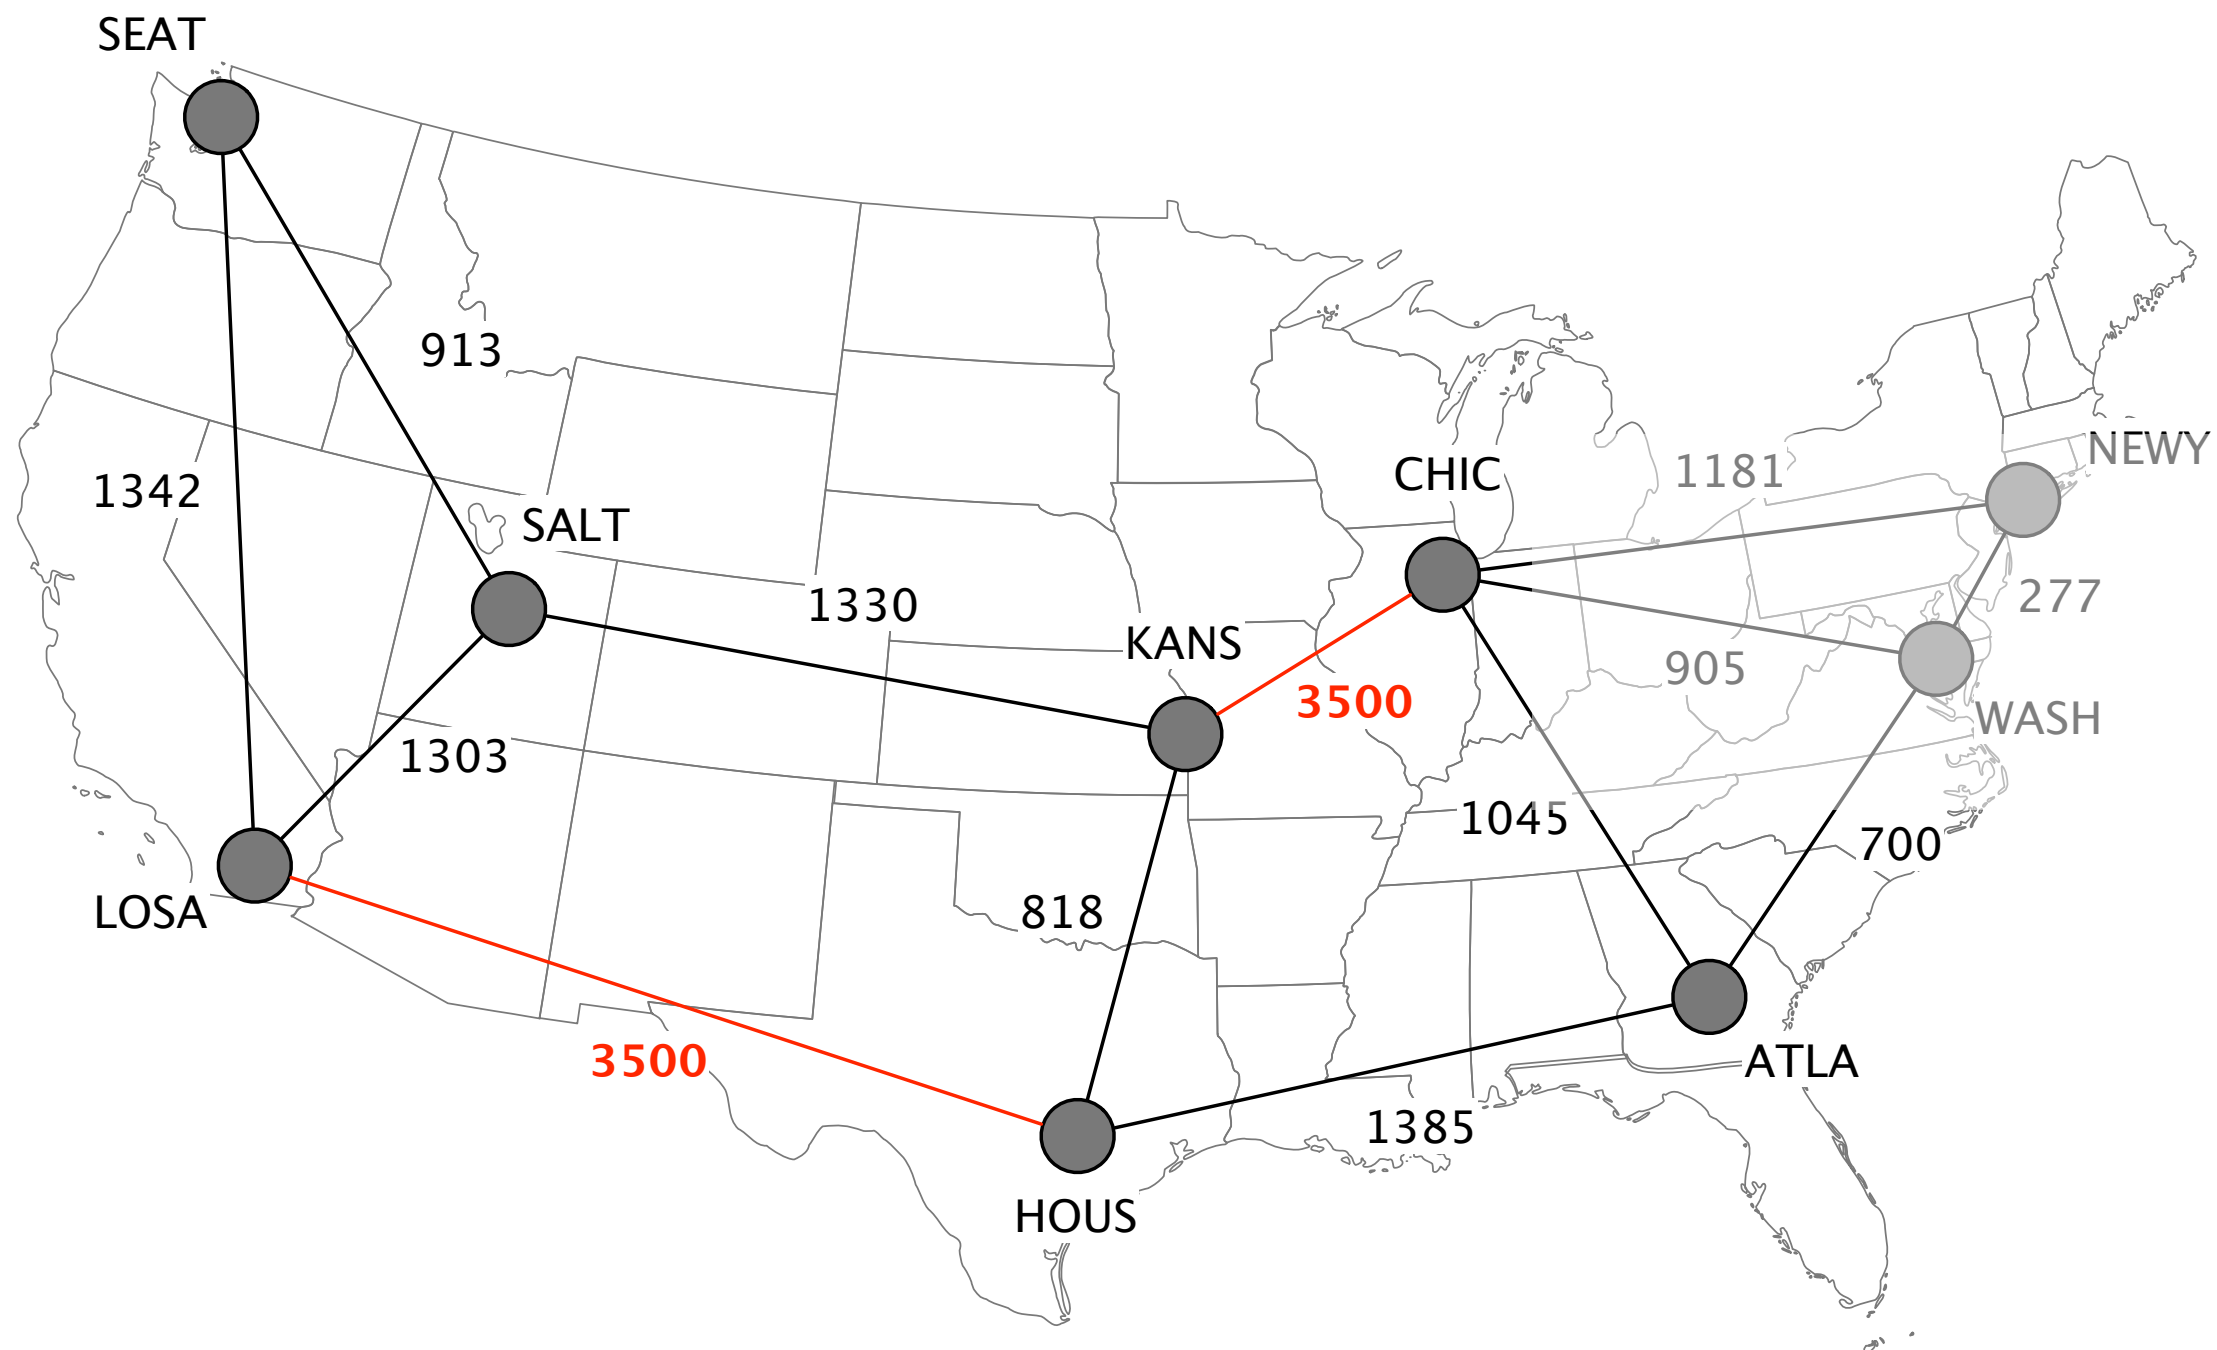 SEAT
913
NEWY
1181
CHIC
1342
SALT
277
1330
KANS
905
3500
WASH
1303
1045
700
818
LOSA
3500
ATLA
1385
HOUS